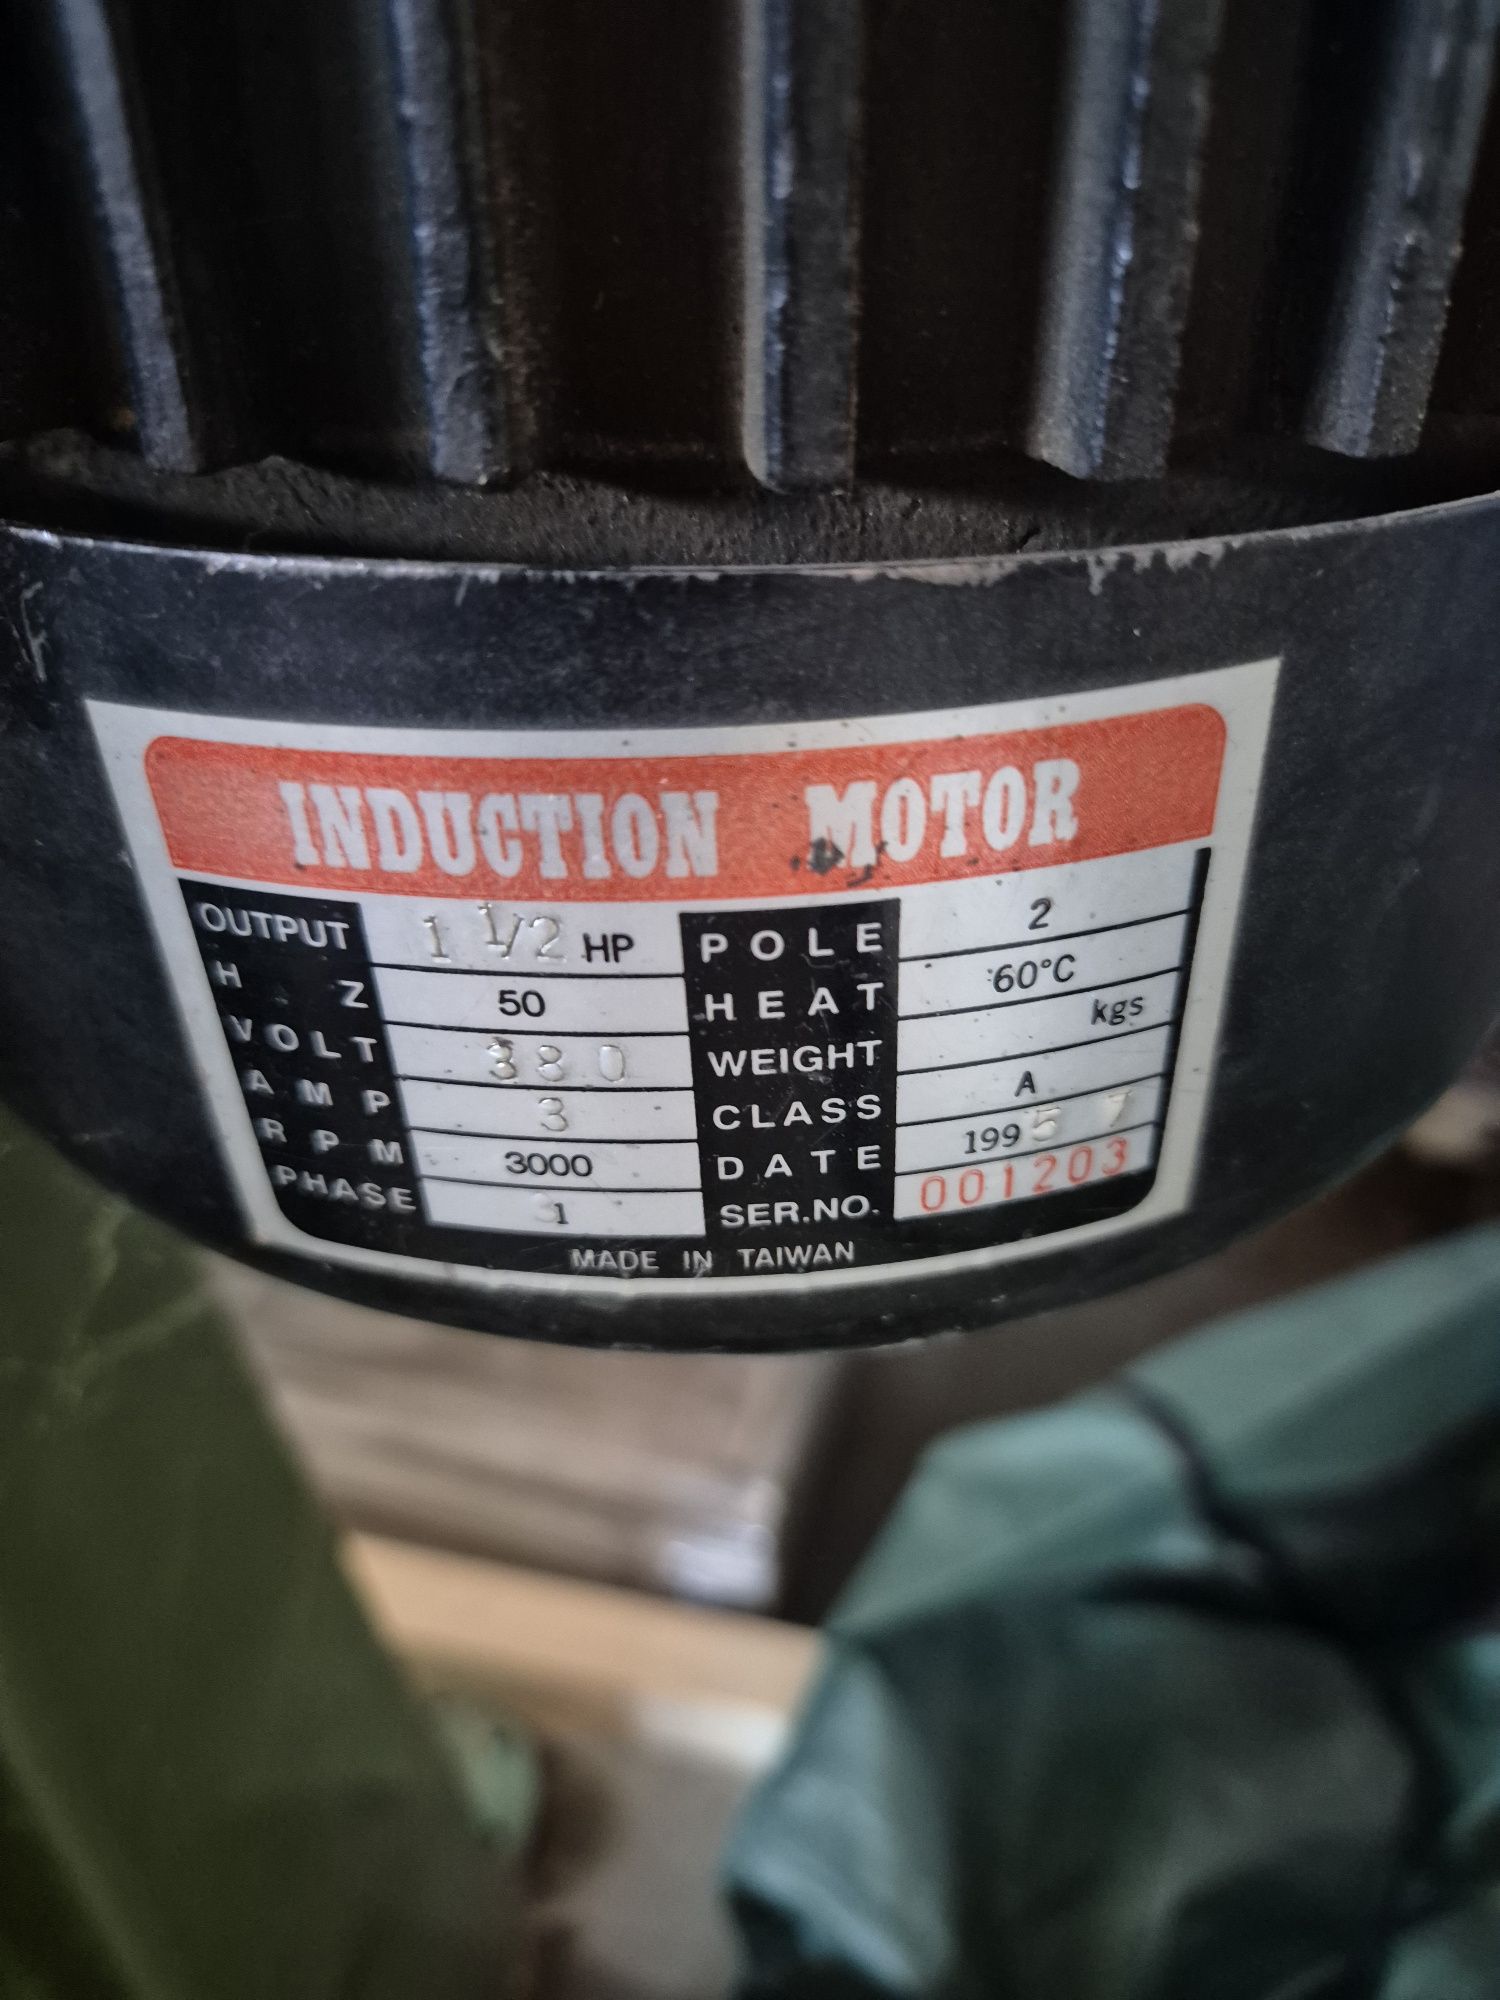 INDUCTION MOTOR
OUTPUT 1 1/2 HP POLE 2
HZ 50 HEAT 60°C
VOLT 380 WEIGHT kgs
AMP 3 CLASS A
RPM 3000 DATE 1995 7
PHASE 31 SER.NO. 001203
MADE IN TAIWAN